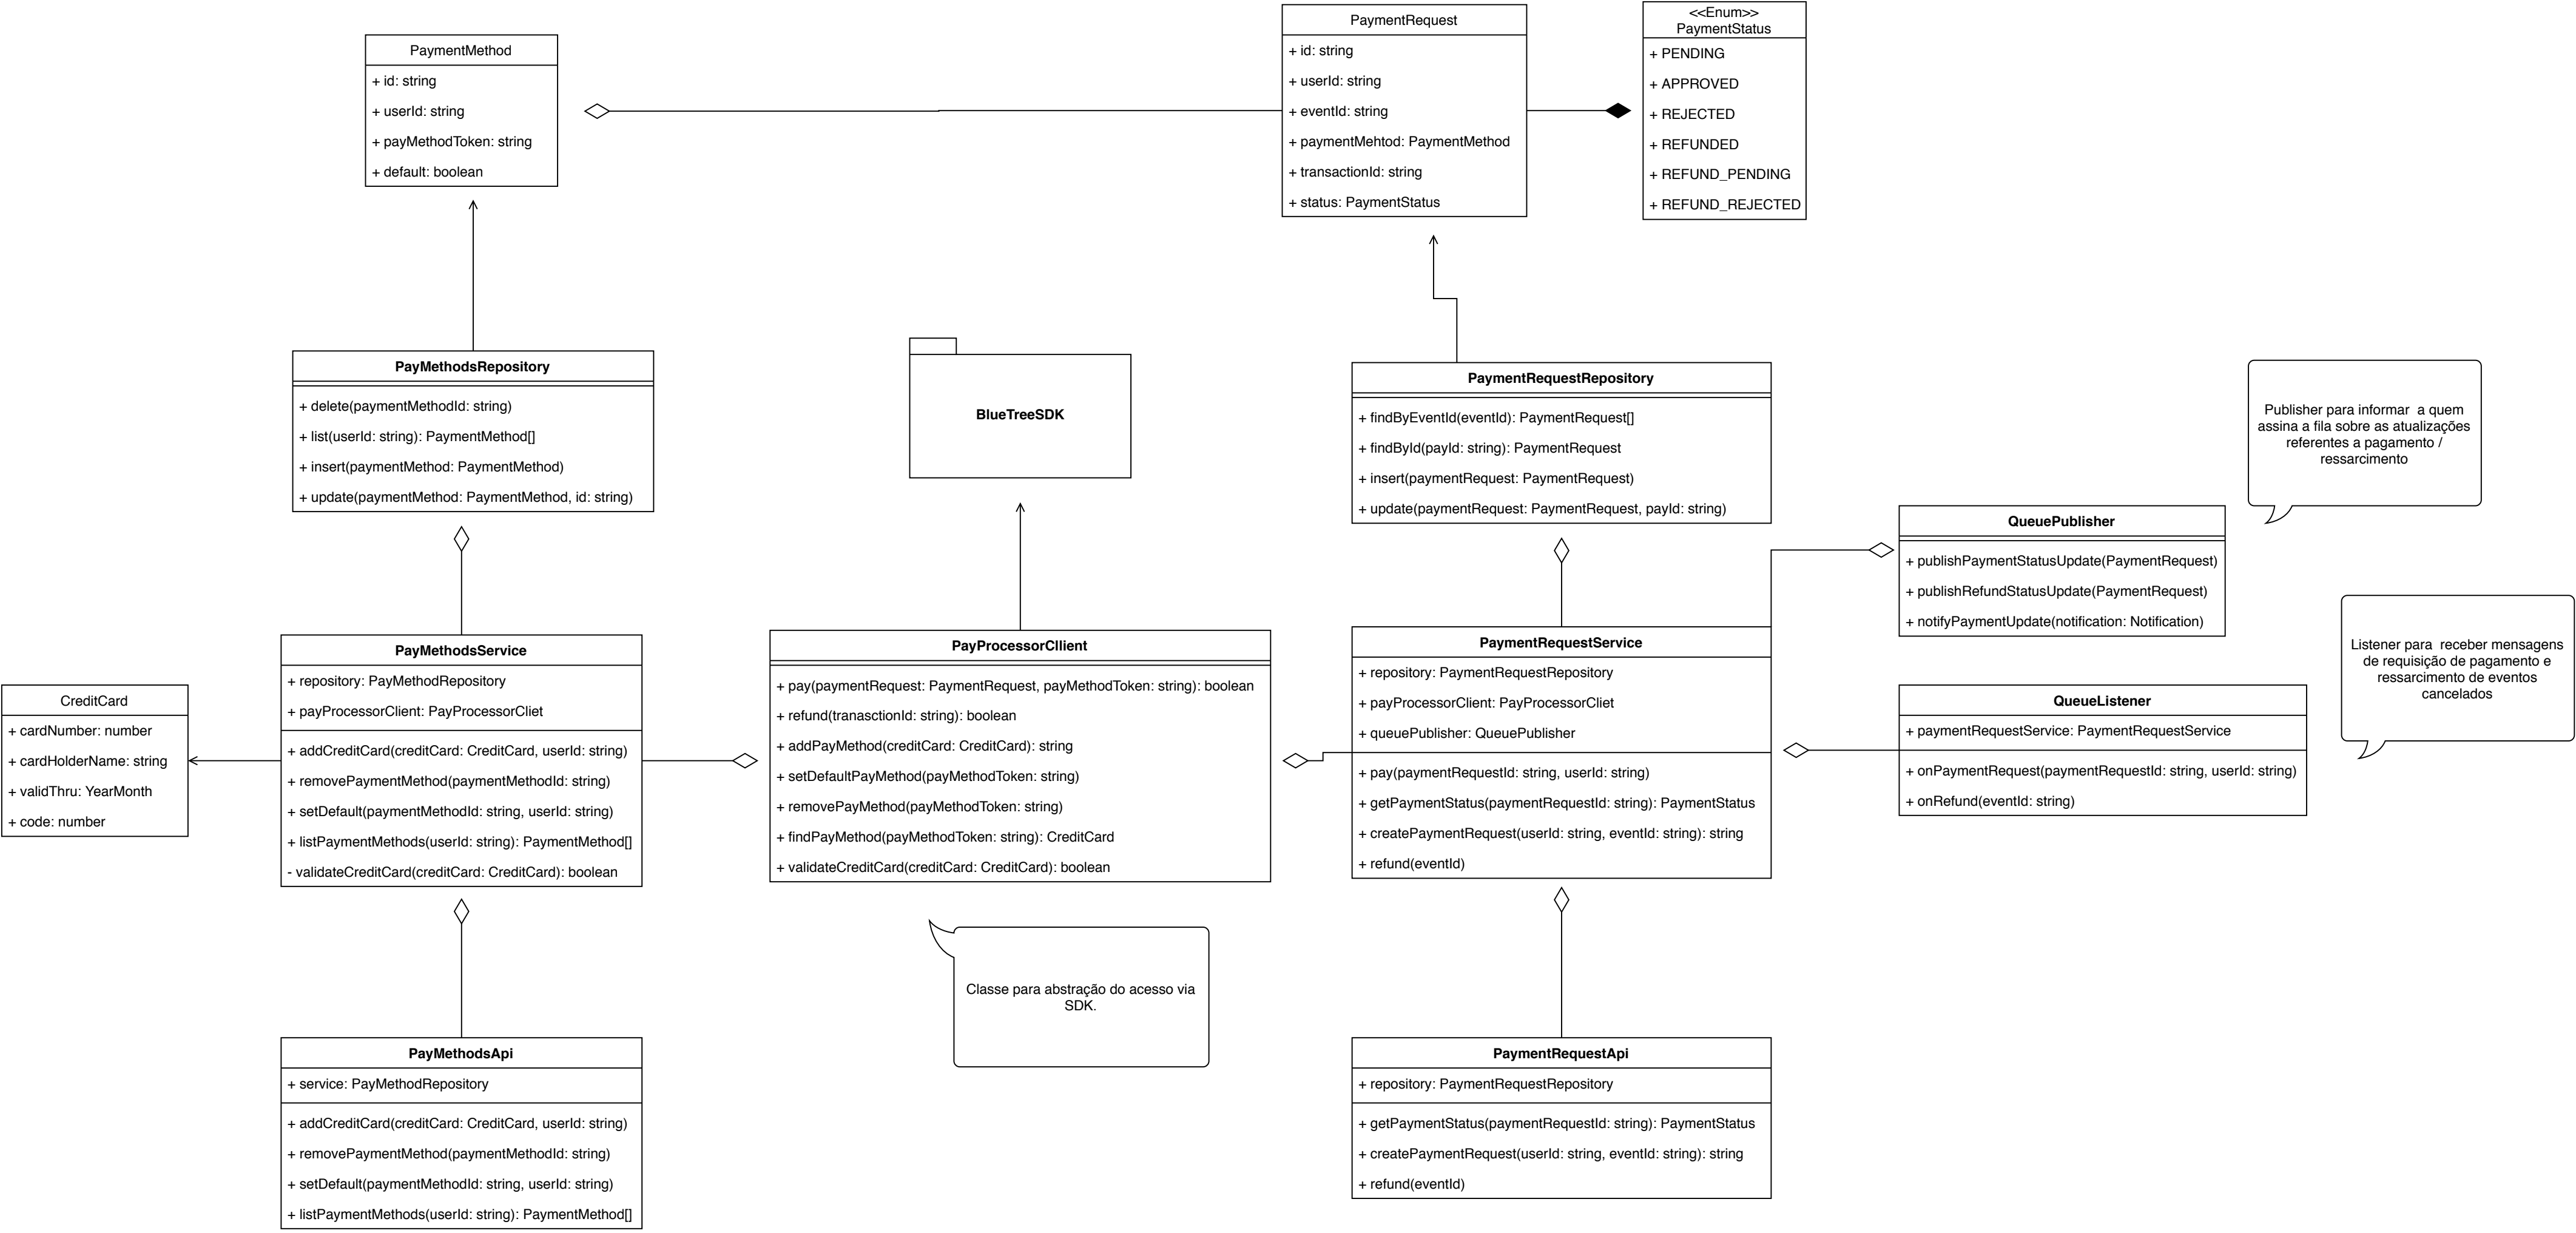 PaymentMethod
+ id: string
+ userId: string
+ payMethodToken: string
+ default: boolean
PaymentRequest
+ id: string
+ userId: string
+ eventId: string
+ paymentMehtod: PaymentMethod
+ transactionId: string
+ status: PaymentStatus
<<Enum>>
PaymentStatus
+ PENDING
+ APPROVED
+ REJECTED
+ REFUNDED
+ REFUND_PENDING
+ REFUND_REJECTED
PayMethodsRepository
+ delete(paymentMethodId: string)
+ list(userId: string): PaymentMethod[]
+ insert(paymentMethod: PaymentMethod)
+ update(paymentMethod: PaymentMethod, id: string)
BlueTreeSDK
PaymentRequestRepository
+ findByEventId(eventId): PaymentRequest[]
+ findById(payId: string): PaymentRequest
+ insert(paymentRequest: PaymentRequest)
+ update(paymentRequest: PaymentRequest, payId: string)
Publisher para informar a quem
assina a fila sobre as atualizações
referentes a pagamento /
ressarcimento
QueuePublisher
+ publishPaymentStatusUpdate(PaymentRequest)
+ publishRefundStatusUpdate(PaymentRequest)
+ notifyPaymentUpdate(notification: Notification)
Listener para receber mensagens
de requisição de pagamento e
ressarcimento de eventos
cancelados
CreditCard
+ cardNumber: number
+ cardHolderName: string
+ validThru: YearMonth
+ code: number
PayMethodsService
+ repository: PayMethodRepository
+ payProcessorClient: PayProcessorCliet
+ addCreditCard(creditCard: CreditCard, userId: string)
+ removePaymentMethod(paymentMethodId: string)
+ setDefault(paymentMethodId: string, userId: string)
+ listPaymentMethods(userId: string): PaymentMethod[]
- validateCreditCard(creditCard: CreditCard): boolean
PayProcessorCllient
+ pay(paymentRequest: PaymentRequest, payMethodToken: string): boolean
+ refund(tranasctionId: string): boolean
+ addPayMethod(creditCard: CreditCard): string
+ setDefaultPayMethod(payMethodToken: string)
+ removePayMethod(payMethodToken: string)
+ findPayMethod(payMethodToken: string): CreditCard
+ validateCreditCard(creditCard: CreditCard): boolean
PaymentRequestService
+ repository: PaymentRequestRepository
+ payProcessorClient: PayProcessorCliet
+ queuePublisher: QueuePublisher
+ pay(paymentRequestId: string, userId: string)
+ getPaymentStatus(paymentRequestId: string): PaymentStatus
+ createPaymentRequest(userId: string, eventId: string): string
+ refund(eventId)
QueueListener
+ paymentRequestService: PaymentRequestService
+ onPaymentRequest(paymentRequestId: string, userId: string)
+ onRefund(eventId: string)
Classe para abstração do acesso via
SDK.
PayMethodsApi
+ service: PayMethodRepository
+ addCreditCard(creditCard: CreditCard, userId: string)
+ removePaymentMethod(paymentMethodId: string)
+ setDefault(paymentMethodId: string, userId: string)
+ listPaymentMethods(userId: string): PaymentMethod[]
PaymentRequestApi
+ repository: PaymentRequestRepository
+ getPaymentStatus(paymentRequestId: string): PaymentStatus
+ createPaymentRequest(userId: string, eventId: string): string
+ refund(eventId)